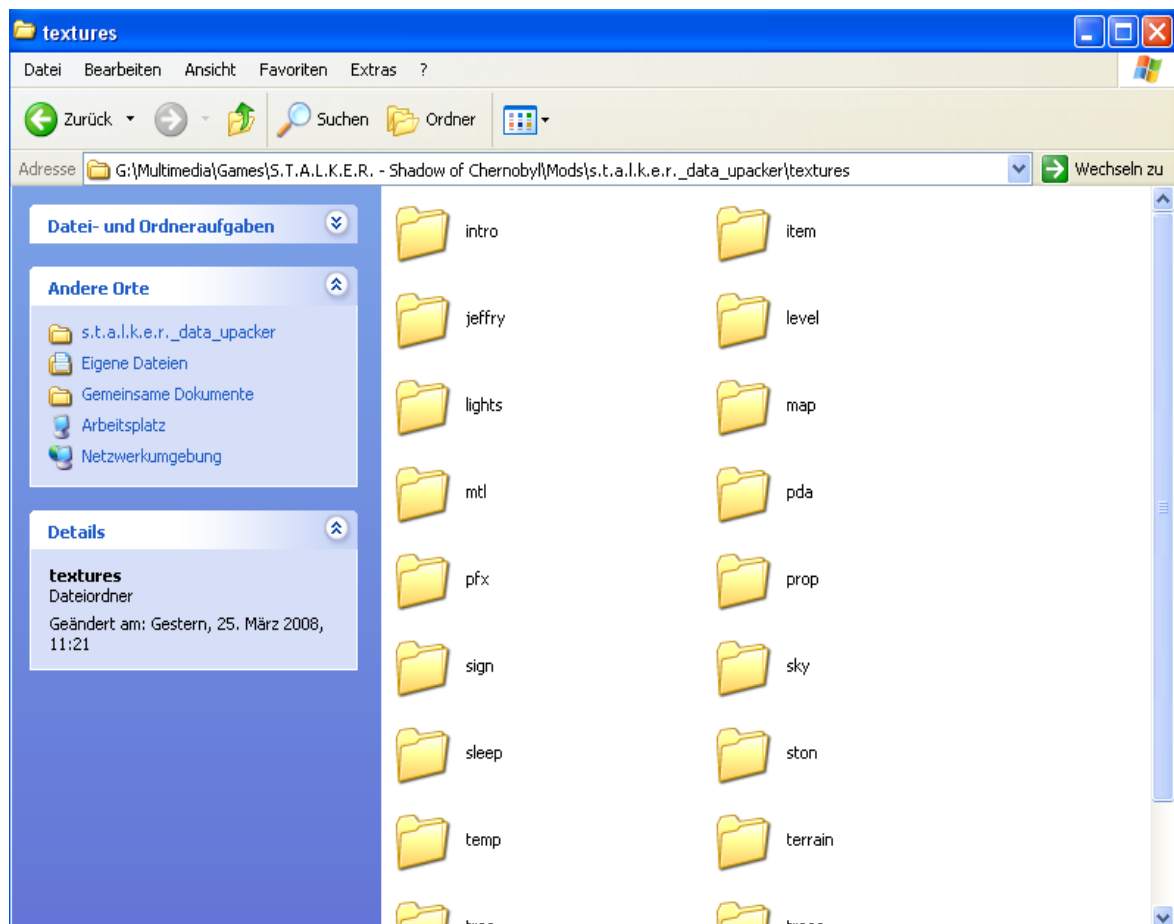 textures
Datei Bearbeiten Ansicht Favoriten Extras ?
Zurück Suchen Ordner
Adresse G:\Multimedia\Games\S.T.A.L.K.E.R. - Shadow of Chernobyl\Mods\s.t.a.l.k.e.r._data_upacker\textures Wechseln zu
Datei- und Ordneraufgaben
Andere Orte
s.t.a.l.k.e.r._data_upacker
Eigene Dateien
Gemeinsame Dokumente
Arbeitsplatz
Netzwerkumgebung
Details
textures
Dateiordner
Geändert am: Gestern, 25. März 2008,
11:21
intro item
jeffry level
lights map
mtl pda
pfx prop
sign sky
sleep ston
temp terrain